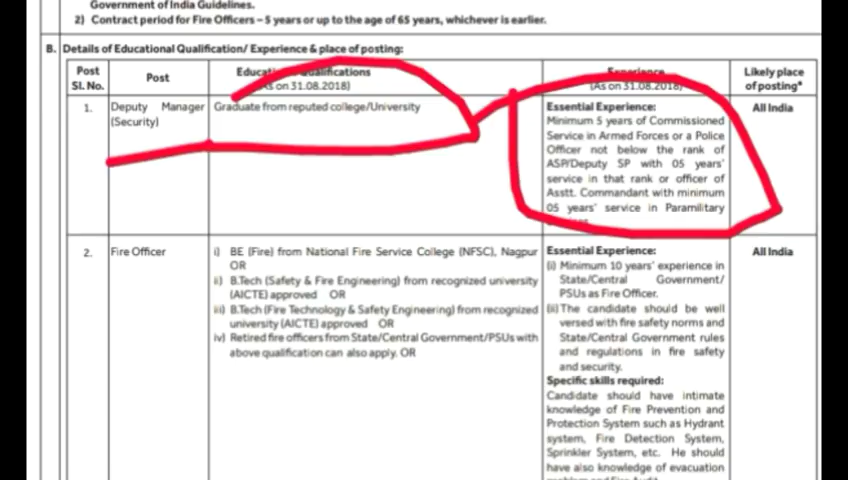 Government of India Guidelines.
2) Contract period for Fire Officers – 5 years or up to the age of 65 years, whichever is earlier.
B. Details of Educational Qualification/ Experience & place of posting:
Post
Sl. No.
Post
(As on 31.08.2018)
Experience
(As on 31.08.2018)
Likely place
of posting*
1.
Deputy Manager
(Security)
Graduate from reputed college/University
Essential Experience:
Minimum 5 years of Commissioned
Service in Armed Forces or a Police
Officer not below the rank of
ASP/Deputy SP with 05 years'
service in that rank or officer of
Asstt. Commandant with minimum
05 years' service in Paramilitary
All India
2.
Fire Officer
i) BE (Fire) from National Fire Service College (NFSC), Nagpur
OR
ii) B.Tech (Safety & Fire Engineering) from recognized university
(AICTE) approved OR
iii) B.Tech (Fire Technology & Safety Engineering) from recognized
university (AICTE) approved OR
iv) Retired fire officers from State/Central Government/PSUs with
above qualification can also apply. OR
Essential Experience:
(i) Minimum 10 years' experience in
State/Central Government/
PSUs as Fire Officer.
(ii) The candidate should be well
versed with fire safety norms and
State/Central Government rules
and regulations in fire safety
and security.
Specific skills required:
Candidate should have intimate
knowledge of Fire Prevention and
Protection System such as Hydrant
system, Fire Detection System,
Sprinkler System, etc. He should
have also knowledge of evacuation
All India